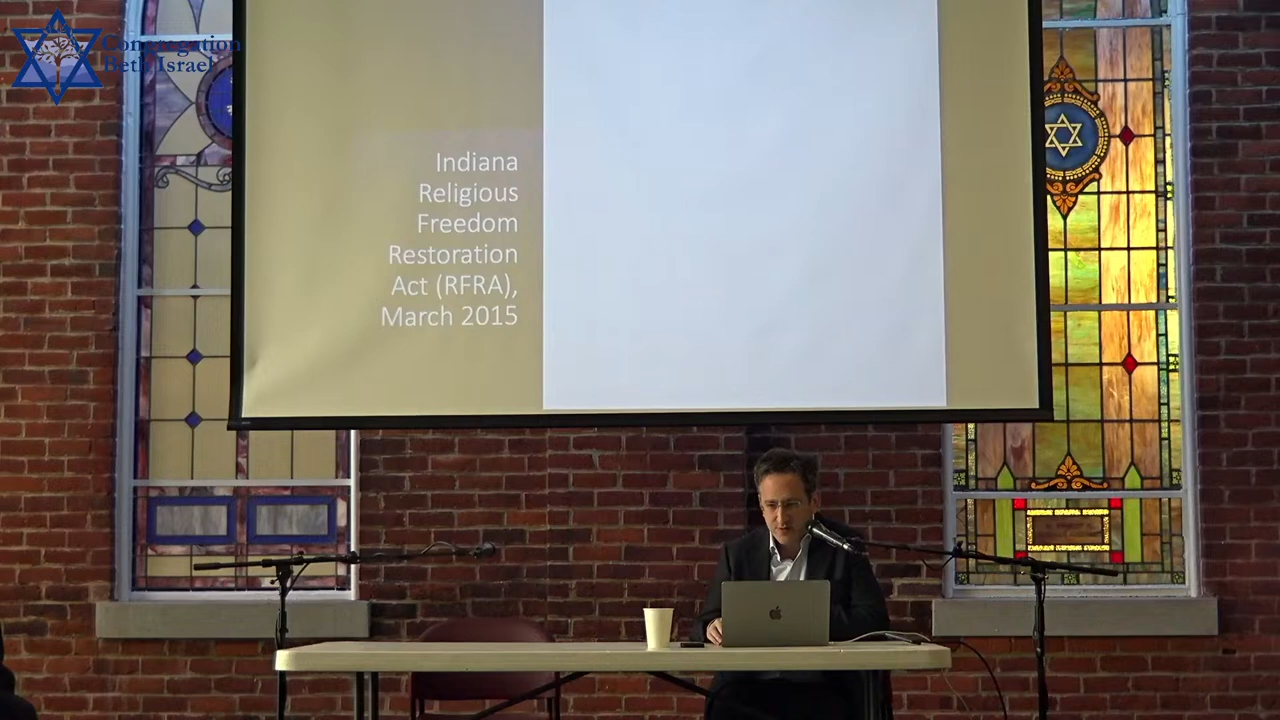 Congregation
Beth Israel
Indiana
Religious
Freedom
Restoration
Act (RFRA),
March 2015